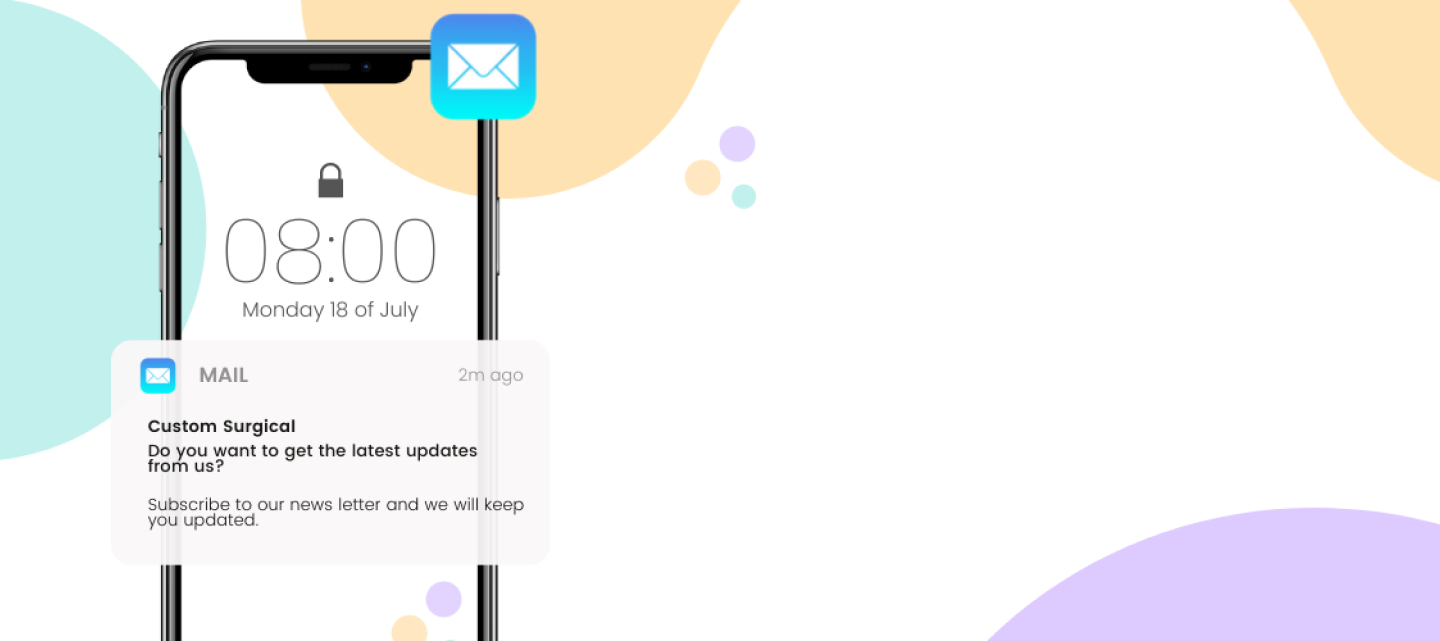 08:00
Monday 18 of July
MAIL
2m ago
Custom Surgical
Do you want to get the latest updates
from us?
Subscribe to our news letter and we will keep
you updated.